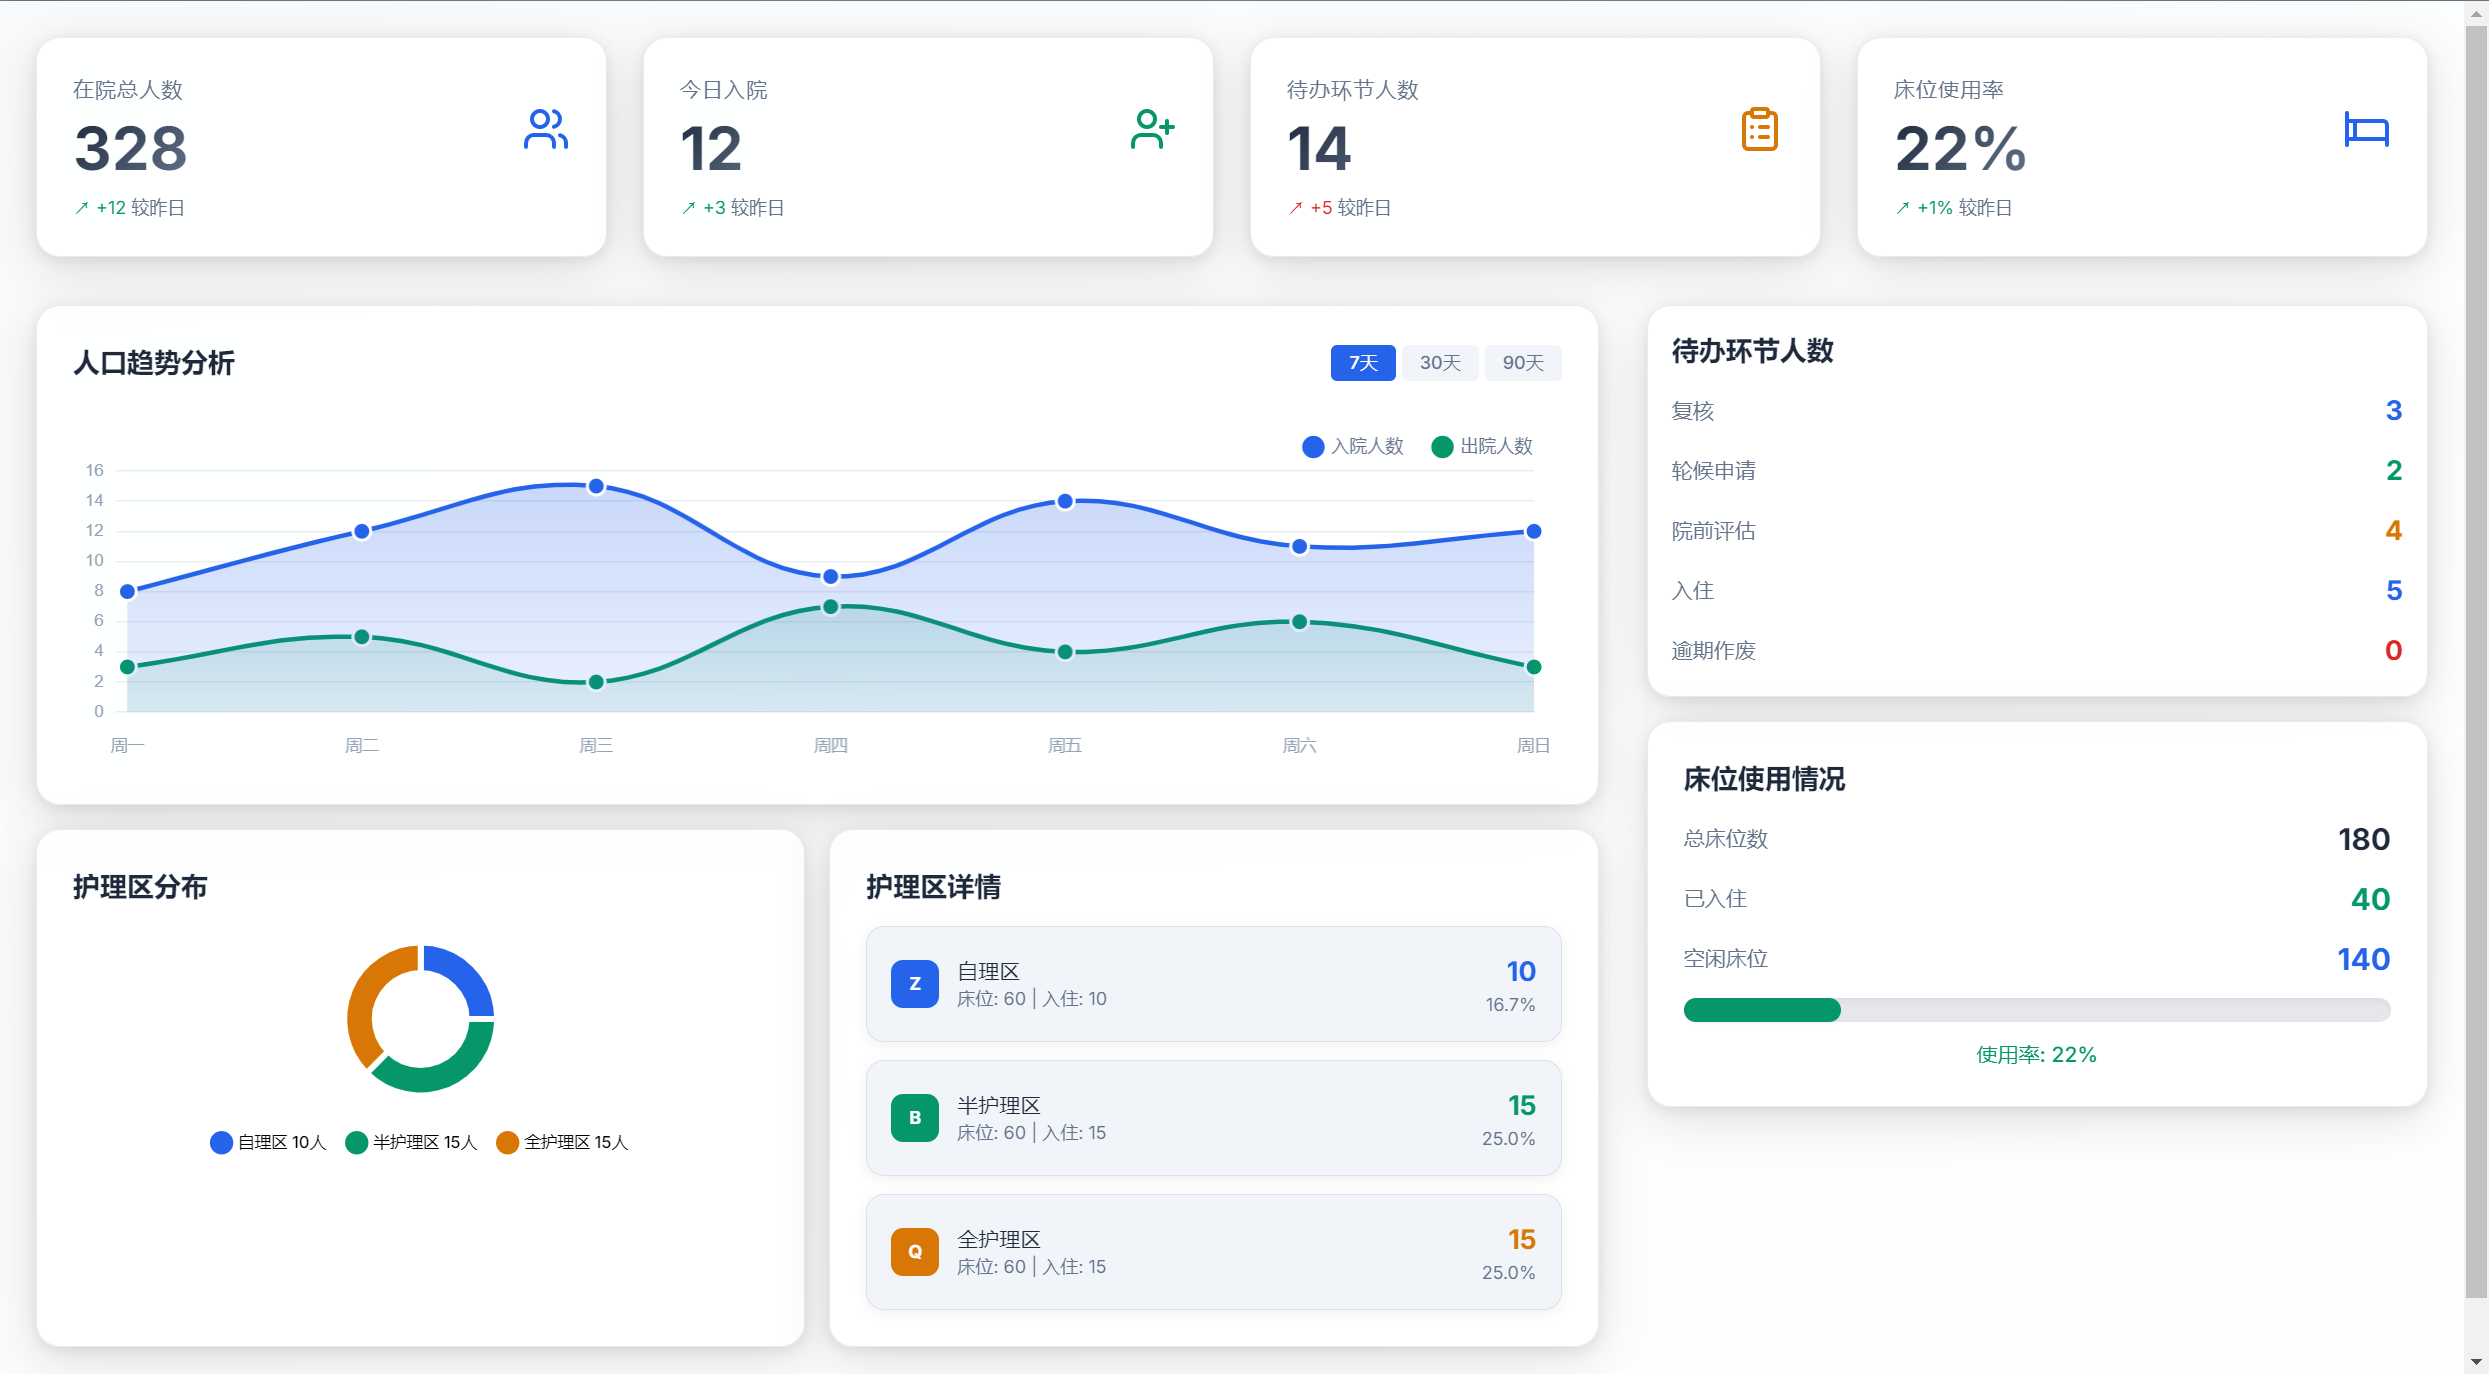 在院总人数
328
↗ +12 较昨日
今日入院
12
↗ +3 较昨日
待办环节人数
14
↗ +5 较昨日
床位使用率
22%
↗ +1% 较昨日
人口趋势分析
7天
30天
90天
入院人数
出院人数
16
14
12
10
8
6
4
2
0
周一
周二
周三
周四
周五
周六
周日
待办环节人数
复核 3
轮候申请 2
院前评估 4
入住 5
逾期作废 0
床位使用情况
总床位数 180
已入住 40
空闲床位 140
使用率: 22%
护理区分布
自理区 10人
半护理区 15人
全护理区 15人
护理区详情
Z
自理区
床位: 60 | 入住: 10
10
16.7%
B
半护理区
床位: 60 | 入住: 15
15
25.0%
Q
全护理区
床位: 60 | 入住: 15
15
25.0%